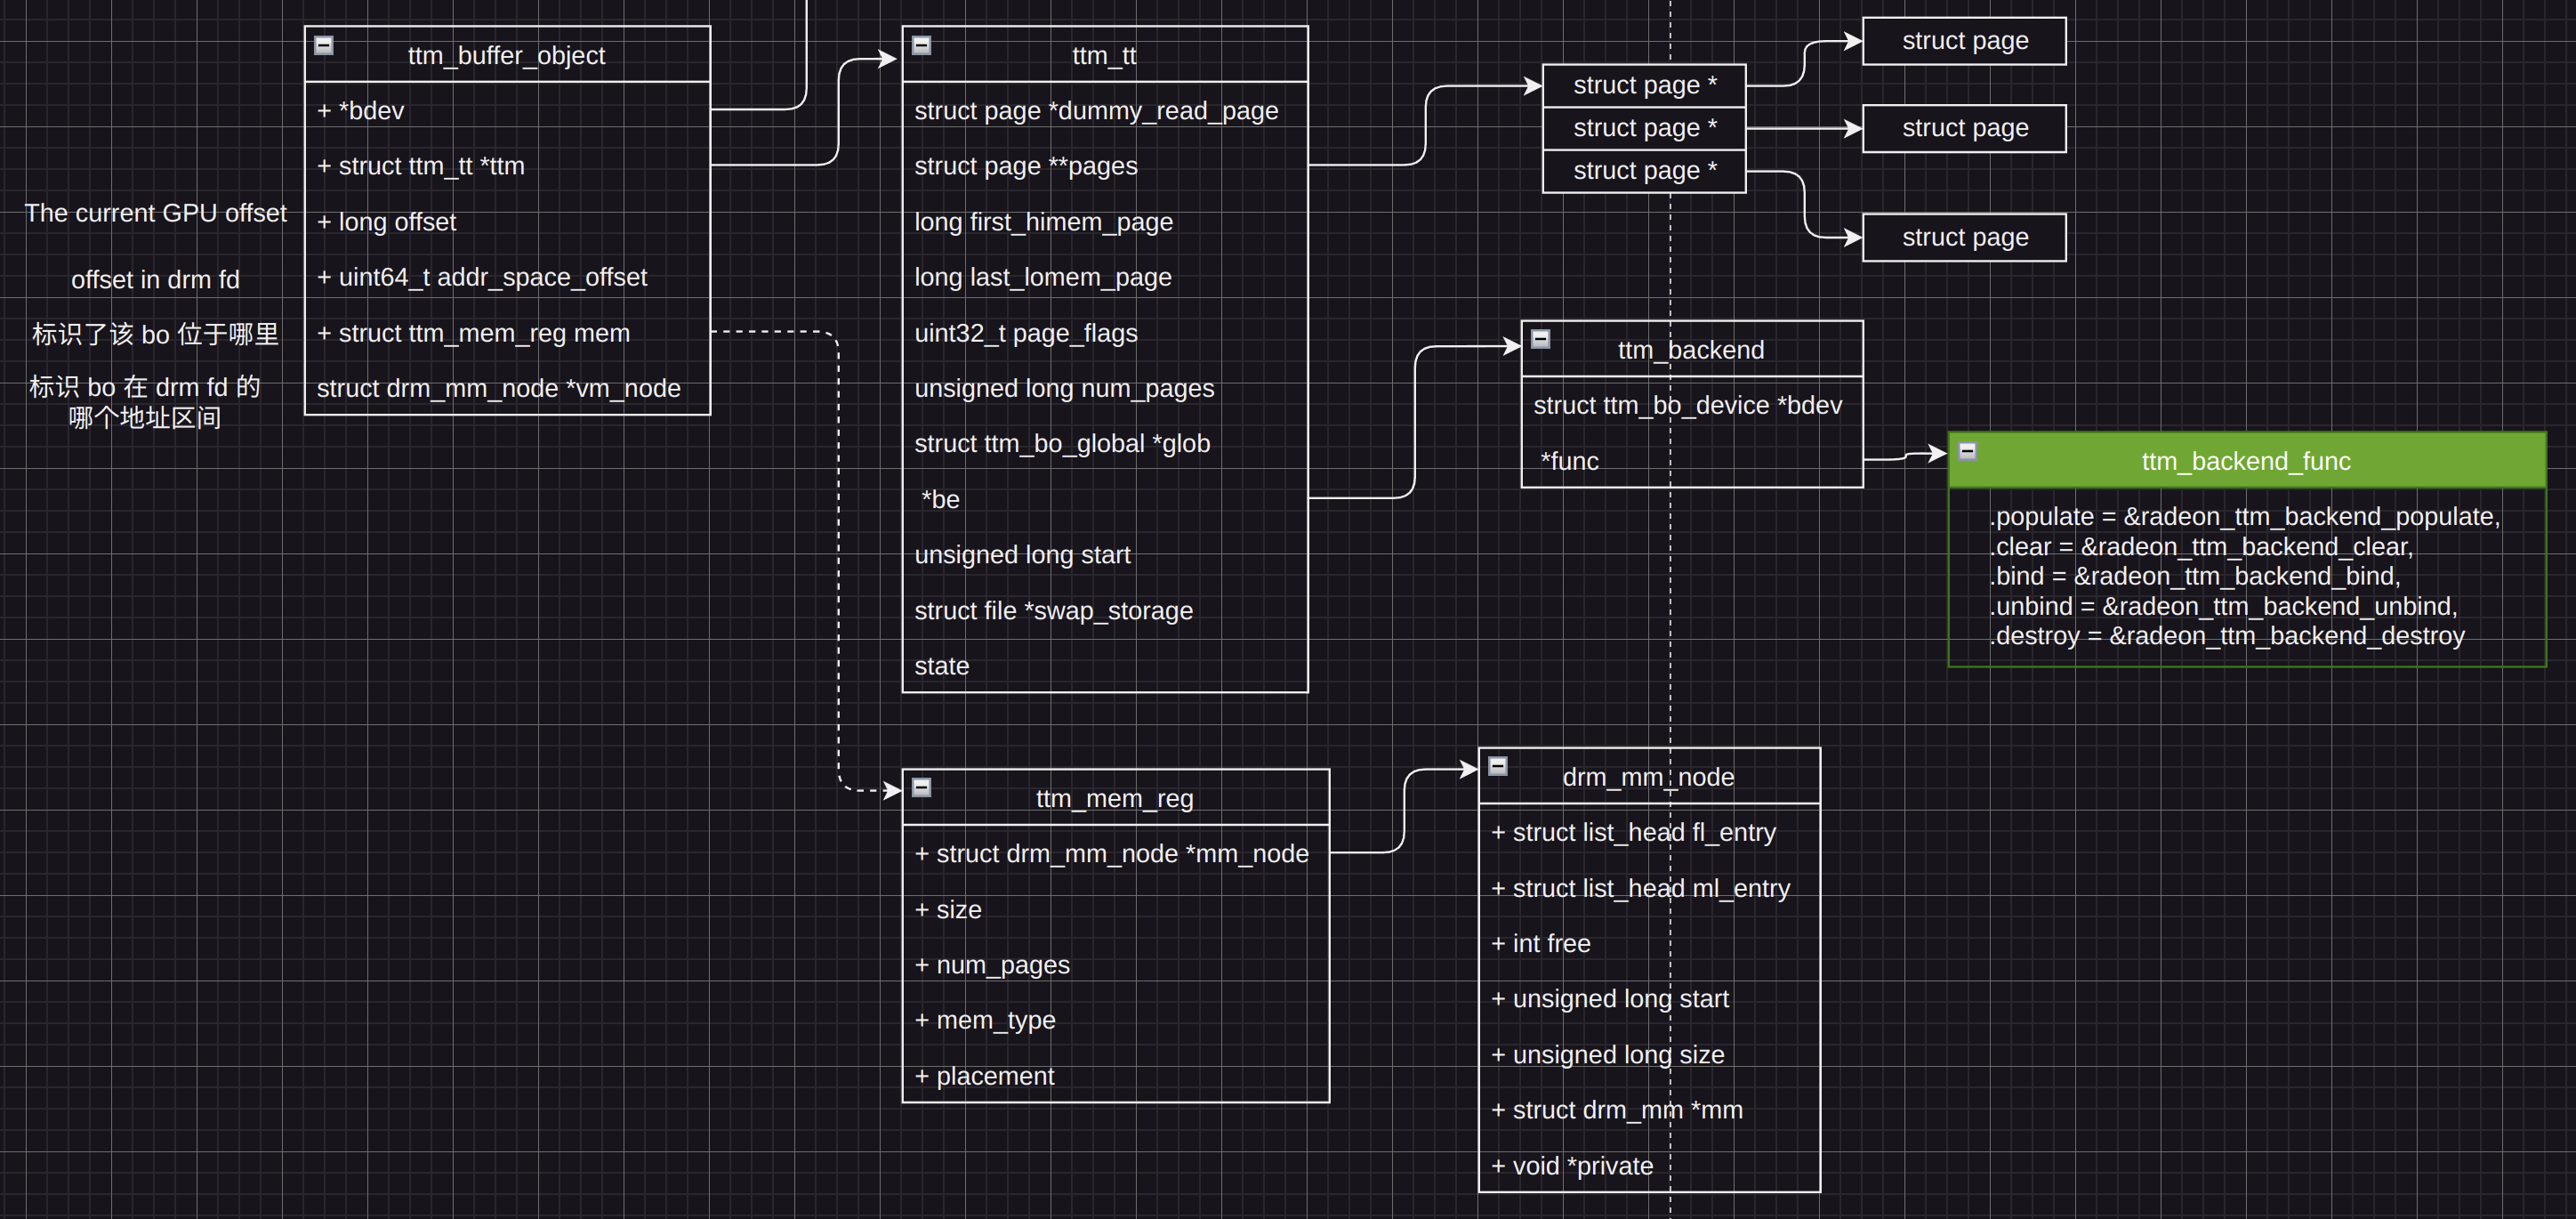 The current GPU offset
offset in drm fd
标识了该 bo 位于哪里
标识 bo 在 drm fd 的
哪个地址区间
ttm_buffer_object
+ *bdev
+ struct ttm_tt *ttm
+ long offset
+ uint64_t addr_space_offset
+ struct ttm_mem_reg mem
struct drm_mm_node *vm_node
ttm_tt
struct page *dummy_read_page
struct page **pages
long first_himem_page
long last_lomem_page
uint32_t page_flags
unsigned long num_pages
struct ttm_bo_global *glob
*be
unsigned long start
struct file *swap_storage
state
struct page *
struct page *
struct page *
struct page
struct page
struct page
ttm_backend
struct ttm_bo_device *bdev
*func
ttm_backend_func
.populate = &radeon_ttm_backend_populate,
.clear = &radeon_ttm_backend_clear,
.bind = &radeon_ttm_backend_bind,
.unbind = &radeon_ttm_backend_unbind,
.destroy = &radeon_ttm_backend_destroy
ttm_mem_reg
+ struct drm_mm_node *mm_node
+ size
+ num_pages
+ mem_type
+ placement
drm_mm_node
+ struct list_head fl_entry
+ struct list_head ml_entry
+ int free
+ unsigned long start
+ unsigned long size
+ struct drm_mm *mm
+ void *private